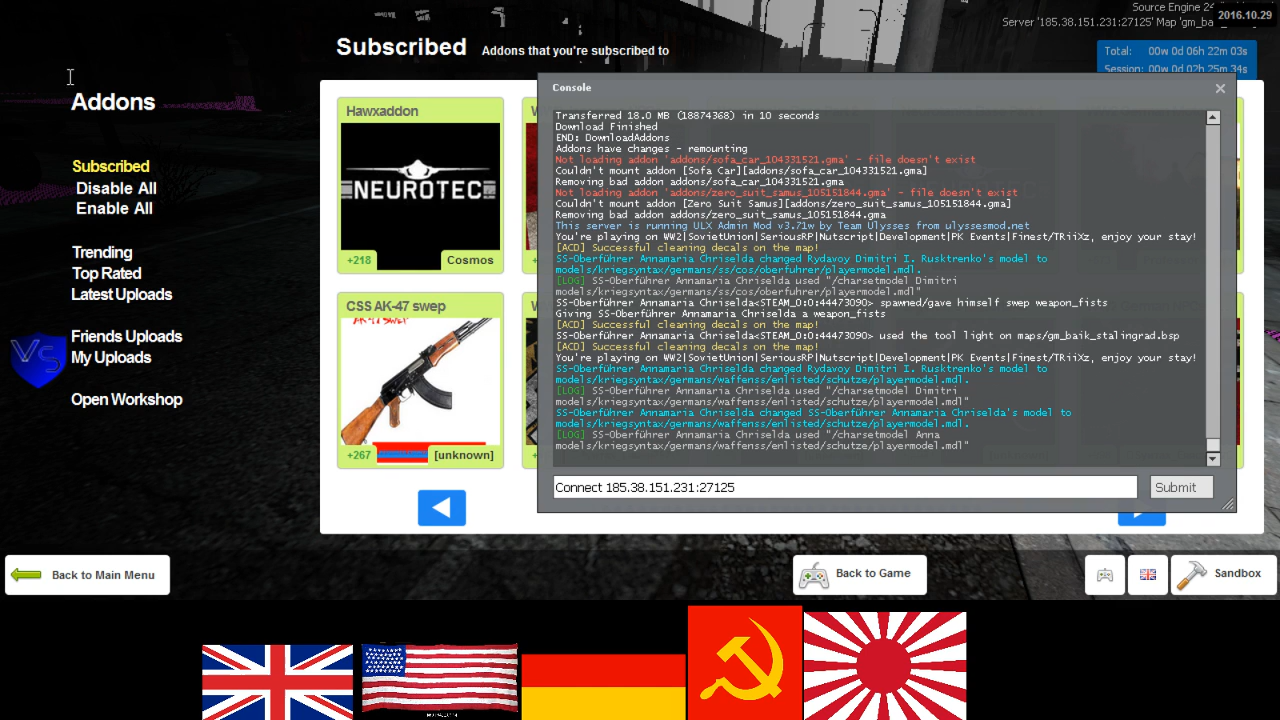 Source Engine 24
Server '185.38.151.231:27125' Map 'gm_ba
2016.10.29
Total: 00w 0d 06h 22m 03s
Session: 00w 0d 02h 25m 34s
Subscribed
Addons that you're subscribed to
Addons
Subscribed
Disable All
Enable All
Trending
Top Rated
Latest Uploads
Friends Uploads
My Uploads
Open Workshop
VS
Hawxaddon
NEUROTEC
+218
Cosmos
CSS AK-47 swep
AK-47 SWEP
+267
[unknown]
Console
Transferred 18.0 MB (18874368) in 10 seconds
Download Finished
END: DownloadAddons
Addons have changes - remounting
Not loading addon 'addons/sofa_car_104331521.gma' - file doesn't exist
Couldn't mount addon [Sofa Car][addons/sofa_car_104331521.gma]
Removing bad addon addons/sofa_car_104331521.gma
Not loading addon 'addons/zero_suit_samus_105151844.gma' - file doesn't exist
Couldn't mount addon [Zero Suit Samus][addons/zero_suit_samus_105151844.gma]
Removing bad addon addons/zero_suit_samus_105151844.gma
This server is running ULX Admin Mod v3.71w by Team Ulysses from ulyssesmod.net
You're playing on WW2|SovietUnion|SeriousRP|Nutscript|Development|PK Events|Finest/TRiiXz, enjoy your stay!
[ACD] Successful cleaning decals on the map!
SS-Oberführer Annamaria Chriselda changed Rydavoy Dimitri I. Rusktrenko's model to
models/kriegsyntax/germans/ss/cos/oberfuhrer/playermodel.mdl.
[LOG] SS-Oberführer Annamaria Chriselda used "/charsetmodel Dimitri
models/kriegsyntax/germans/ss/cos/oberfuhrer/playermodel.mdl"
SS-Oberführer Annamaria Chriselda<STEAM_0:0:44473090> spawned/gave himself swep weapon_fists
Giving SS-Oberführer Annamaria Chriselda a weapon_fists
[ACD] Successful cleaning decals on the map!
SS-Oberführer Annamaria Chriselda<STEAM_0:0:44473090> used the tool light on maps/gm_baik_stalingrad.bsp
[ACD] Successful cleaning decals on the map!
You're playing on WW2|SovietUnion|SeriousRP|Nutscript|Development|PK Events|Finest/TRiiXz, enjoy your stay!
SS-Oberführer Annamaria Chriselda changed Rydavoy Dimitri I. Rusktrenko's model to
models/kriegsyntax/germans/waffenss/enlisted/schutze/playermodel.mdl.
[LOG] SS-Oberführer Annamaria Chriselda used "/charsetmodel Dimitri
models/kriegsyntax/germans/waffenss/enlisted/schutze/playermodel.mdl"
SS-Oberführer Annamaria Chriselda changed SS-Oberführer Annamaria Chriselda's model to
models/kriegsyntax/germans/waffenss/enlisted/schutze/playermodel.mdl.
[LOG] SS-Oberführer Annamaria Chriselda used "/charsetmodel Anna
models/kriegsyntax/germans/waffenss/enlisted/schutze/playermodel.mdl"
Connect 185.38.151.231:27125
Submit
Back to Main Menu
Back to Game
Sandbox